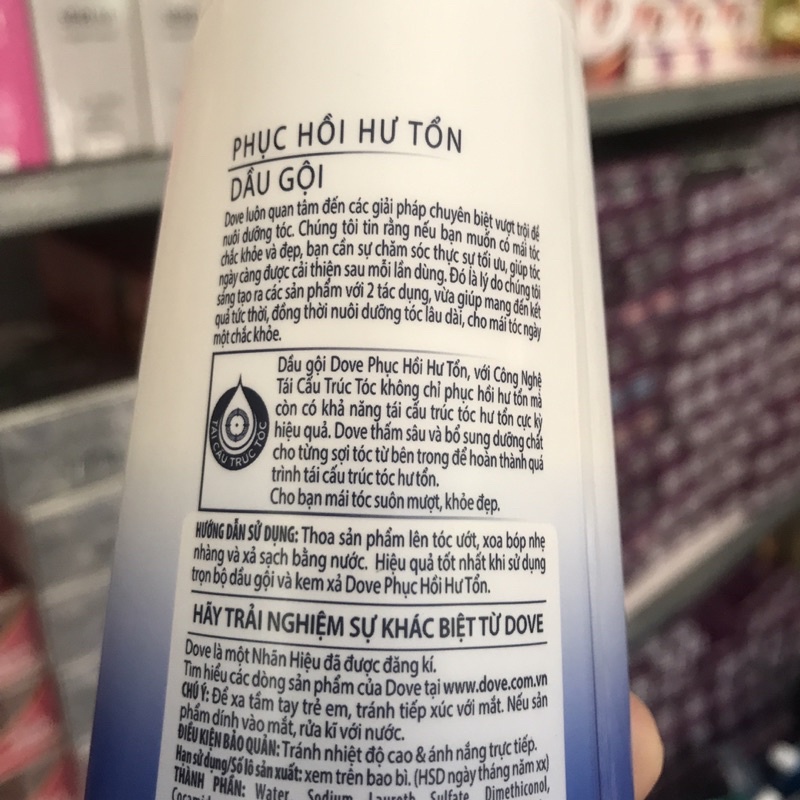 PHỤC HỒI HƯ TỔN
DẦU GỘI
Dove luôn quan tâm đến các giải pháp chuyên biệt vượt trội để
nuôi dưỡng tóc. Chúng tôi tin rằng nếu bạn muốn có mái tóc
chắc khỏe và đẹp, bạn cần sự chăm sóc thực sự tối ưu, giúp tóc
ngày càng được cải thiện sau mỗi lần dùng. Đó là lý do chúng tôi
sáng tạo ra các sản phẩm với 2 tác dụng, vừa giúp mang đến kết
quả tức thời, đồng thời nuôi dưỡng tóc lâu dài, cho mái tóc ngày
một chắc khỏe.
Dầu gội Dove Phục Hồi Hư Tổn, với Công Nghệ
Tái Cấu Trúc Tóc không chỉ phục hồi hư tổn mà
còn có khả năng tái cấu trúc tóc hư tổn cực kỳ
hiệu quả. Dove thấm sâu và bổ sung dưỡng chất
cho từng sợi tóc từ bên trong để hoàn thành quá
trình tái cấu trúc tóc hư tổn.
Cho bạn mái tóc suôn mượt, khỏe đẹp.
TÁI CẤU TRÚC TÓC
HƯỚNG DẪN SỬ DỤNG: Thoa sản phẩm lên tóc ướt, xoa bóp nhẹ
nhàng và xả sạch bằng nước. Hiệu quả tốt nhất khi sử dụng
trọn bộ dầu gội và kem xả Dove Phục Hồi Hư Tổn.
HÃY TRẢI NGHIỆM SỰ KHÁC BIỆT TỪ DOVE
Dove là một Nhãn Hiệu đã được đăng kí.
Tìm hiểu các dòng sản phẩm của Dove tại www.dove.com.vn
CHÚ Ý: Để xa tầm tay trẻ em, tránh tiếp xúc với mắt. Nếu sản
phẩm dính vào mắt, rửa kĩ với nước.
ĐIỀU KIỆN BẢO QUẢN: Tránh nhiệt độ cao & ánh nắng trực tiếp.
Hạn sử dụng/Số lô sản xuất: xem trên bao bì. (HSD ngày tháng năm xx)
THÀNH PHẦN: Water, Sodium Laureth Sulfate Dimethiconol,